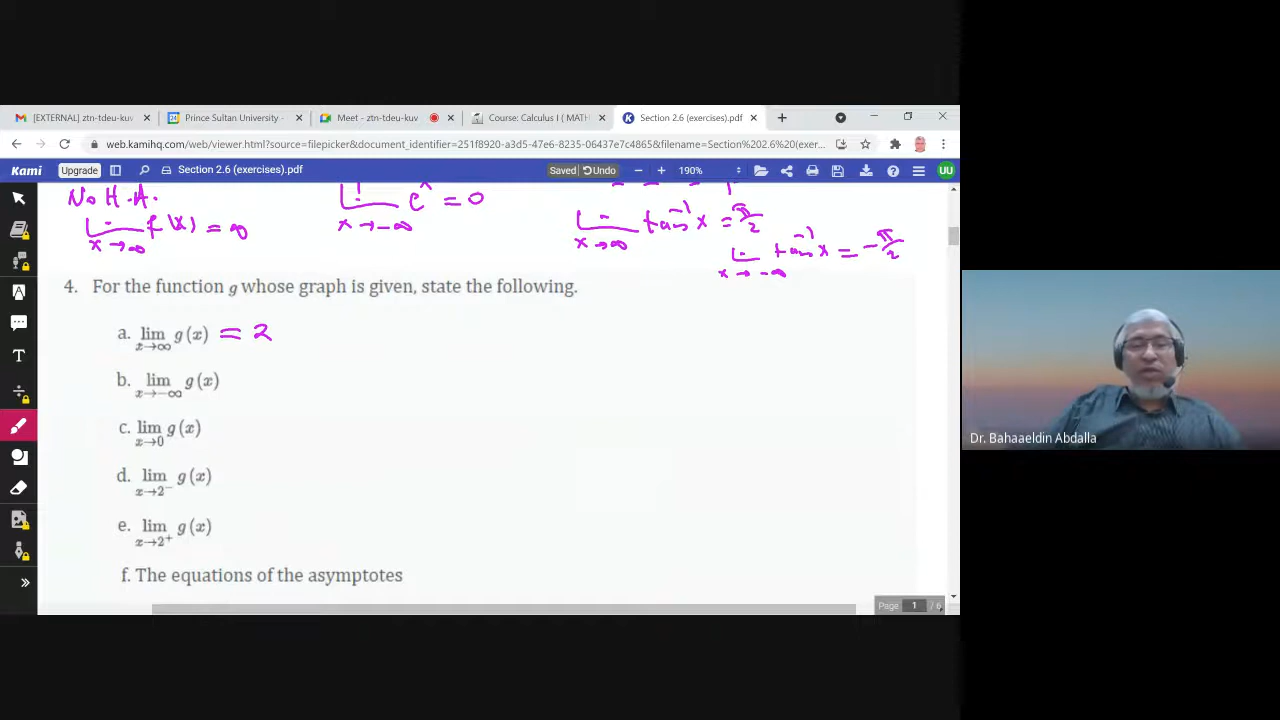 [EXTERNAL] ztn-tdeu-kuv
Prince Sultan University -
Meet - ztn-tdeu-kuv
Course: Calculus I ( MATH
Section 2.6 (exercises).pdf
web.kamihq.com/web/viewer.html?source=filepicker&document_identifier=251f8920-a3d5-47e6-8235-06437e7c4865&filename=Section%202.6%20(exer...
Kami
Upgrade
Section 2.6 (exercises).pdf
Saved
Undo
190%
UU
No H.A.
lim f(x) = ∞
x→∞
lim e^x = 0
x→-∞
lim tan⁻¹ x = π/2
x→∞
lim tan⁻¹ x = -π/2
x→-∞
4. For the function g whose graph is given, state the following.
a. lim x→∞ g(x) = 2
b. lim x→-∞ g(x)
c. lim x→0 g(x)
d. lim x→2⁻ g(x)
e. lim x→2⁺ g(x)
f. The equations of the asymptotes
Page 1 / 6
Dr. Bahaaeldin Abdalla